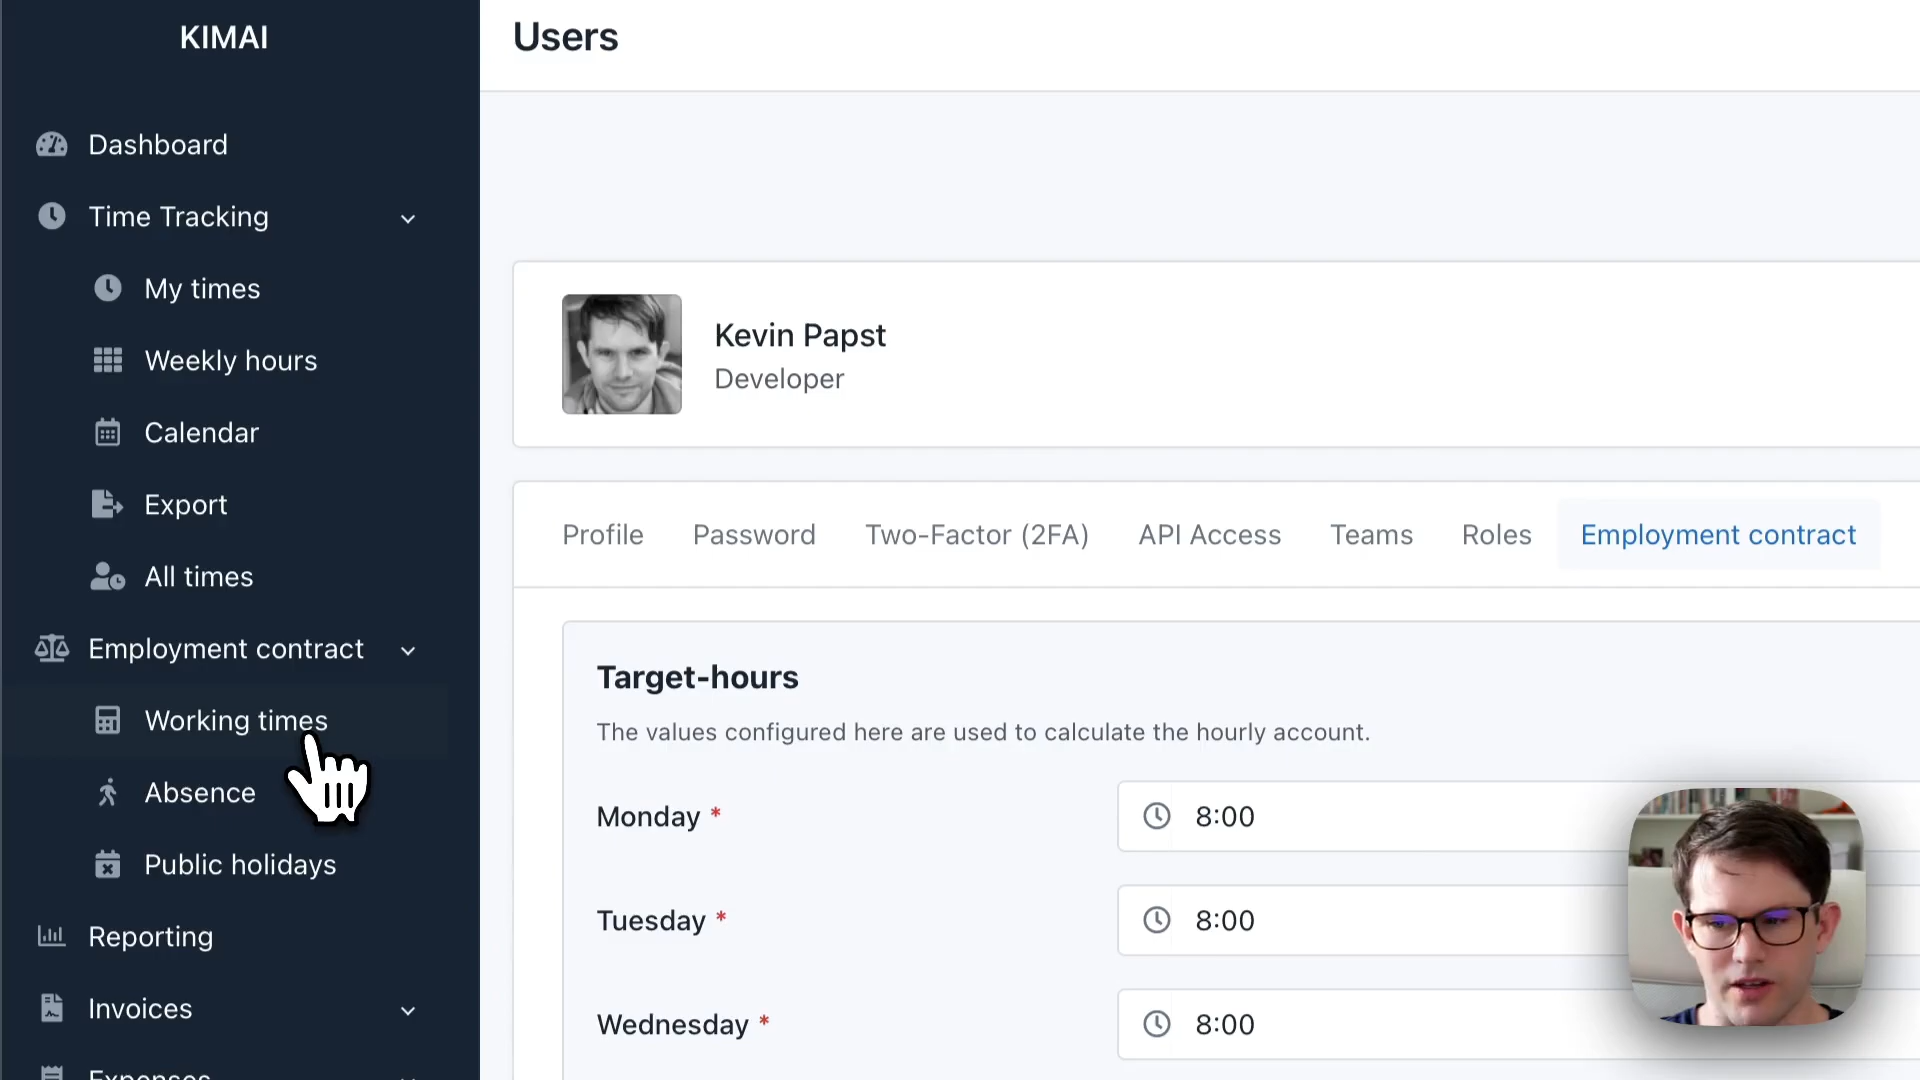 KIMAI
Dashboard
Time Tracking
My times
Weekly hours
Calendar
Export
All times
Employment contract
Working times
Absence
Public holidays
Reporting
Invoices
Expenses
Users
Kevin Papst
Developer
Profile Password Two-Factor (2FA) API Access Teams Roles Employment contract
Target-hours
The values configured here are used to calculate the hourly account.
Monday * 8:00
Tuesday * 8:00
Wednesday * 8:00